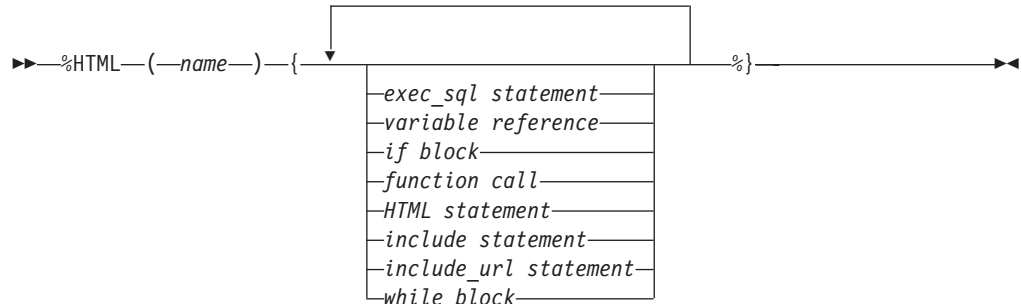 %HTML ( name ) { %}
exec_sql statement
variable reference
if block
function call
HTML statement
include statement
include_url statement
while block